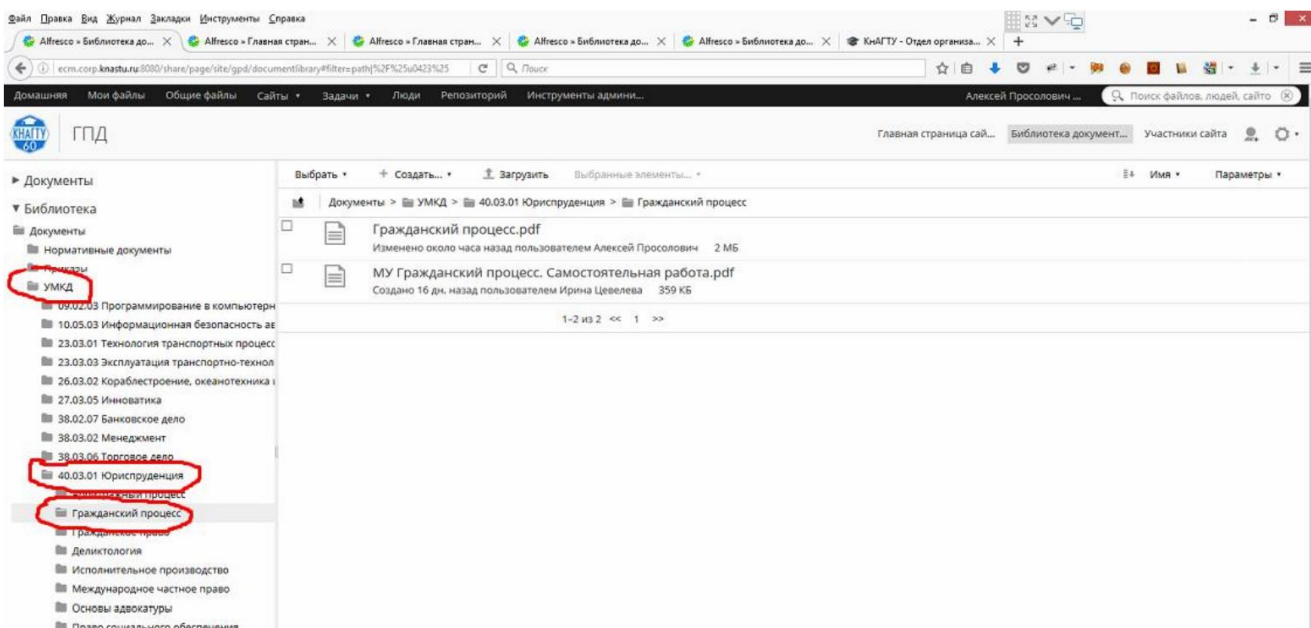 Файл Правка Вид Журнал Закладки Инструменты Справка
Alfresco » Библиотека до... Alfresco » Главная стран... Alfresco » Главная стран... Alfresco » Библиотека до... Alfresco » Библиотека до... КнАГТУ - Отдел организа...
ecm.corp.knastu.ru:8080/share/page/site/gpd/documentlibrary#filter=path|%2F%25u0423%25 Поиск
Домашняя Мои файлы Общие файлы Сайты Задачи Люди Репозиторий Инструменты админи... Алексей Просолович ... Поиск файлов, людей, сайто
КНАГТУ 60 ГПД Главная страница сай... Библиотека документ... Участники сайта
Документы
Библиотека
Документы
Нормативные документы
Приказы
УМКД
09.02.03 Программирование в компьютерн
10.05.03 Информационная безопасность ав
23.03.01 Технология транспортных процесс
23.03.03 Эксплуатация транспортно-технол
26.03.02 Кораблестроение, океанотехника и
27.03.05 Инноватика
38.02.07 Банковское дело
38.03.02 Менеджмент
38.03.06 Торговое дело
40.03.01 Юриспруденция
процесс
Гражданский процесс
Гражданское право
Деликтология
Исполнительное производство
Международное частное право
Основы адвокатуры
Право социального обеспечения
Выбрать + Создать... Загрузить Выбранные элементы... Имя Параметры
Документы > УМКД > 40.03.01 Юриспруденция > Гражданский процесс
Гражданский процесс.pdf
Изменено около часа назад пользователем Алексей Просолович 2 МБ
МУ Гражданский процесс. Самостоятельная работа.pdf
Создано 16 дн. назад пользователем Ирина Цевелева 359 КБ
1–2 из 2 << 1 >>